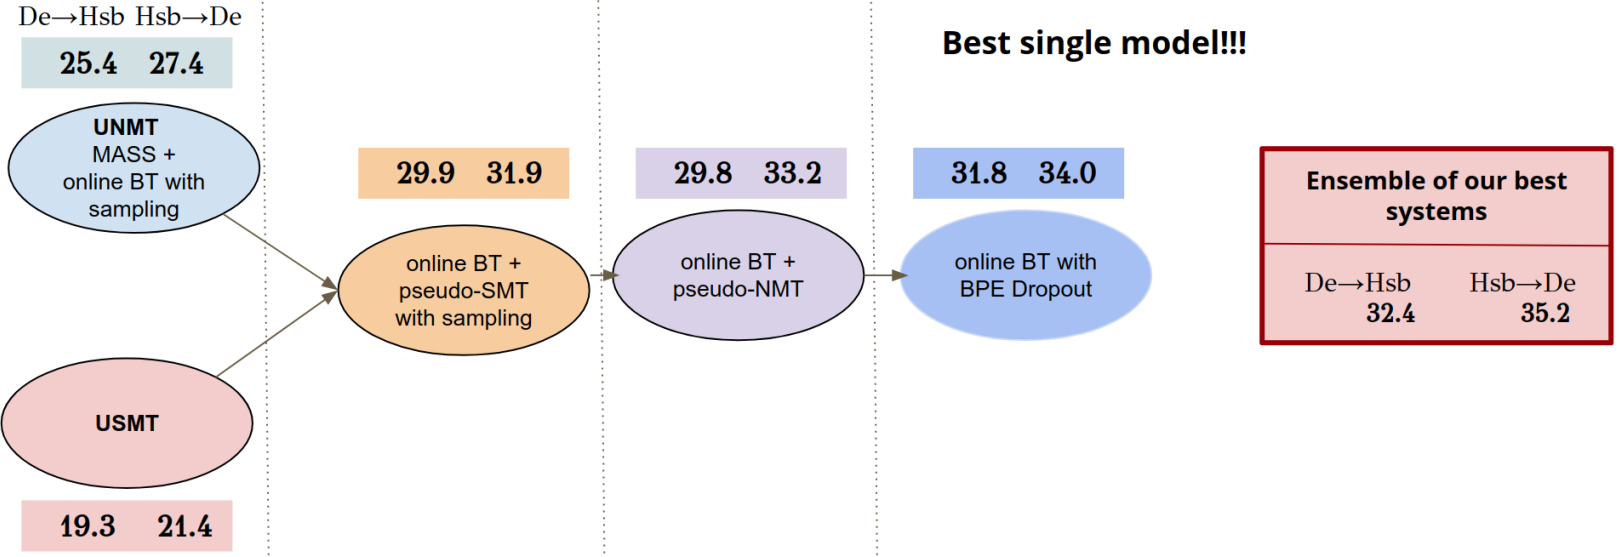 De→Hsb Hsb→De
25.4 27.4
UNMT
MASS +
online BT with
sampling
USMT
19.3 21.4
29.9 31.9
online BT +
pseudo-SMT
with sampling
29.8 33.2
online BT +
pseudo-NMT
Best single model!!!
31.8 34.0
online BT with
BPE Dropout
Ensemble of our best
systems
De→Hsb Hsb→De
32.4 35.2